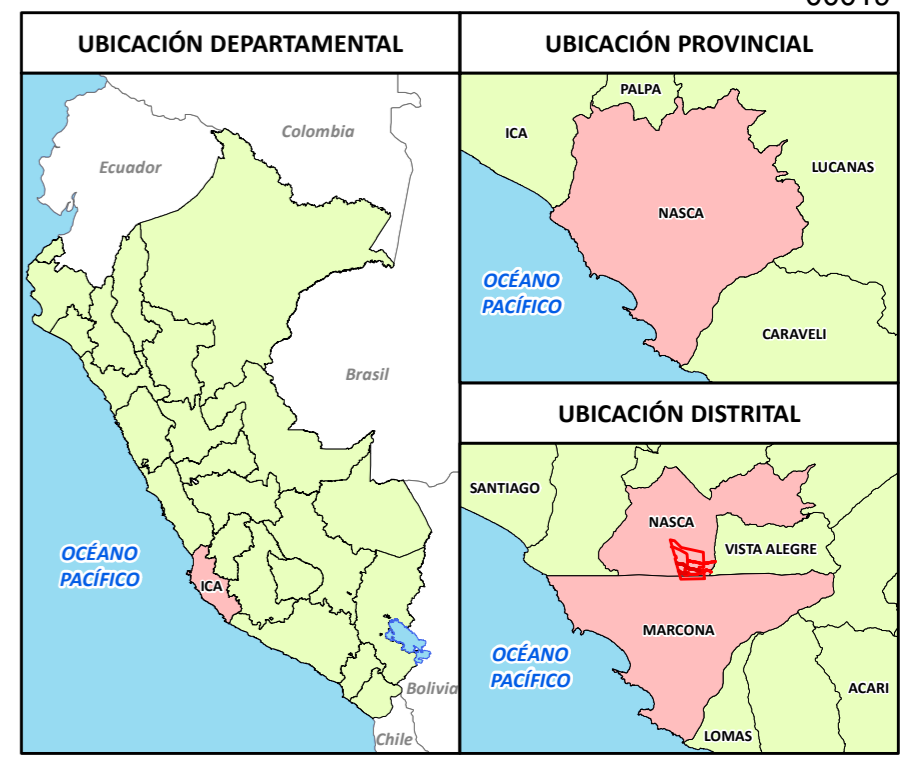 UBICACIÓN DEPARTAMENTAL
Colombia
Ecuador
Brasil
OCÉANO
PACÍFICO
ICA
Bolivia
Chile
UBICACIÓN PROVINCIAL
PALPA
ICA
LUCANAS
NASCA
OCÉANO
PACÍFICO
CARAVELI
UBICACIÓN DISTRITAL
SANTIAGO
NASCA
VISTA ALEGRE
MARCONA
OCÉANO
PACÍFICO
ACARI
LOMAS